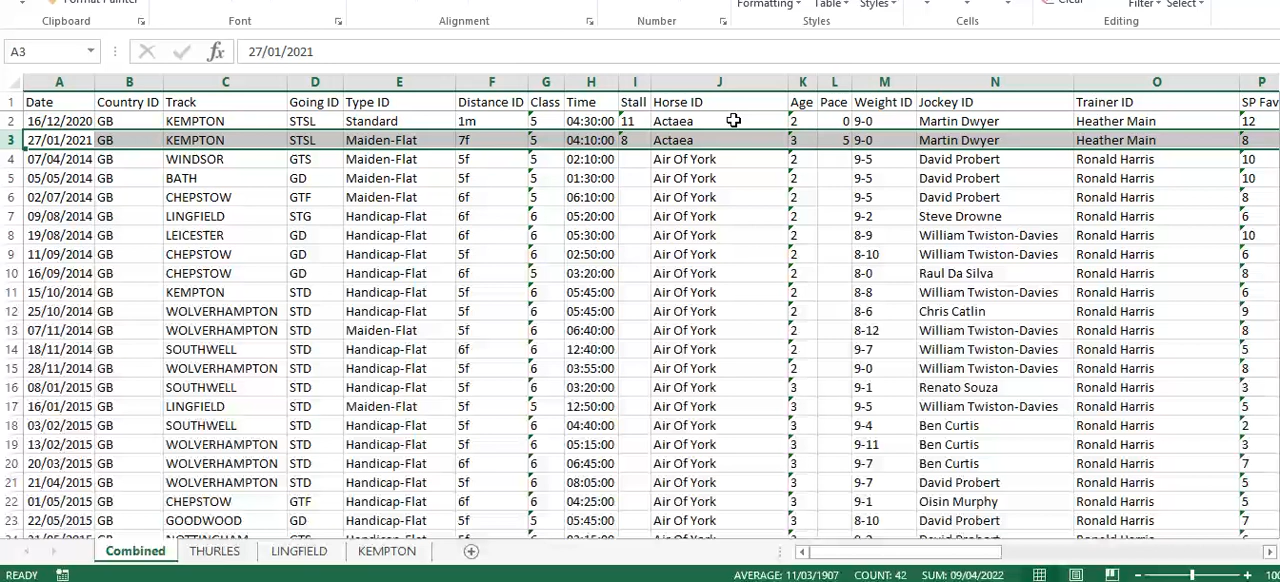 Format Painter
Formatting Table Styles
Clear
Filter Select
Clipboard Font Alignment Number Styles Cells Editing
A3 fx 27/01/2021
A B C D E F G H I J K L M N O P
1 Date Country ID Track Going ID Type ID Distance ID Class Time Stall Horse ID Age Pace Weight ID Jockey ID Trainer ID SP Fav
2 16/12/2020 GB KEMPTON STSL Standard 1m 5 04:30:00 11 Actaea 2 0 9-0 Martin Dwyer Heather Main 12
3 27/01/2021 GB KEMPTON STSL Maiden-Flat 7f 5 04:10:00 8 Actaea 3 5 9-0 Martin Dwyer Heather Main 8
4 07/04/2014 GB WINDSOR GTS Maiden-Flat 5f 5 02:10:00 Air Of York 2 9-5 David Probert Ronald Harris 10
5 05/05/2014 GB BATH GD Maiden-Flat 5f 5 01:30:00 Air Of York 2 9-5 David Probert Ronald Harris 10
6 02/07/2014 GB CHEPSTOW GTF Maiden-Flat 6f 5 06:10:00 Air Of York 2 9-5 David Probert Ronald Harris 8
7 09/08/2014 GB LINGFIELD STG Handicap-Flat 6f 6 05:20:00 Air Of York 2 9-2 Steve Drowne Ronald Harris 6
8 19/08/2014 GB LEICESTER GD Handicap-Flat 6f 6 05:30:00 Air Of York 2 8-9 William Twiston-Davies Ronald Harris 10
9 11/09/2014 GB CHEPSTOW GD Handicap-Flat 6f 6 02:50:00 Air Of York 2 8-10 William Twiston-Davies Ronald Harris 6
10 16/09/2014 GB CHEPSTOW GD Handicap-Flat 6f 6 03:20:00 Air Of York 2 8-0 Raul Da Silva Ronald Harris 8
11 15/10/2014 GB KEMPTON STD Handicap-Flat 5f 6 05:45:00 Air Of York 2 8-8 William Twiston-Davies Ronald Harris 6
12 25/10/2014 GB WOLVERHAMPTON STD Handicap-Flat 5f 6 05:45:00 Air Of York 2 8-6 Chris Catlin Ronald Harris 9
13 07/11/2014 GB WOLVERHAMPTON STD Maiden-Flat 5f 6 06:40:00 Air Of York 2 8-12 William Twiston-Davies Ronald Harris 8
14 18/11/2014 GB SOUTHWELL STD Handicap-Flat 6f 6 12:40:00 Air Of York 2 9-7 William Twiston-Davies Ronald Harris 5
15 28/11/2014 GB WOLVERHAMPTON STD Handicap-Flat 5f 6 03:55:00 Air Of York 2 9-0 William Twiston-Davies Ronald Harris 8
16 08/01/2015 GB SOUTHWELL STD Handicap-Flat 5f 6 03:20:00 Air Of York 3 9-1 Renato Souza Ronald Harris 3
17 16/01/2015 GB LINGFIELD STD Maiden-Flat 5f 5 12:50:00 Air Of York 3 9-5 William Twiston-Davies Ronald Harris 5
18 03/02/2015 GB SOUTHWELL STD Handicap-Flat 5f 6 04:40:00 Air Of York 3 9-4 Ben Curtis Ronald Harris 2
19 13/02/2015 GB WOLVERHAMPTON STD Handicap-Flat 5f 6 05:15:00 Air Of York 3 9-11 Ben Curtis Ronald Harris 3
20 20/03/2015 GB WOLVERHAMPTON STD Handicap-Flat 6f 6 06:45:00 Air Of York 3 9-7 Ben Curtis Ronald Harris 7
21 21/04/2015 GB WOLVERHAMPTON STD Handicap-Flat 5f 6 08:05:00 Air Of York 3 9-7 David Probert Ronald Harris 5
22 01/05/2015 GB CHEPSTOW GTF Handicap-Flat 6f 6 04:25:00 Air Of York 3 9-1 Oisin Murphy Ronald Harris 5
23 22/05/2015 GB GOODWOOD GD Handicap-Flat 5f 5 05:45:00 Air Of York 3 8-10 David Probert Ronald Harris 7
Combined THURLES LINGFIELD KEMPTON
READY AVERAGE: 11/03/1907 COUNT: 42 SUM: 09/04/2022